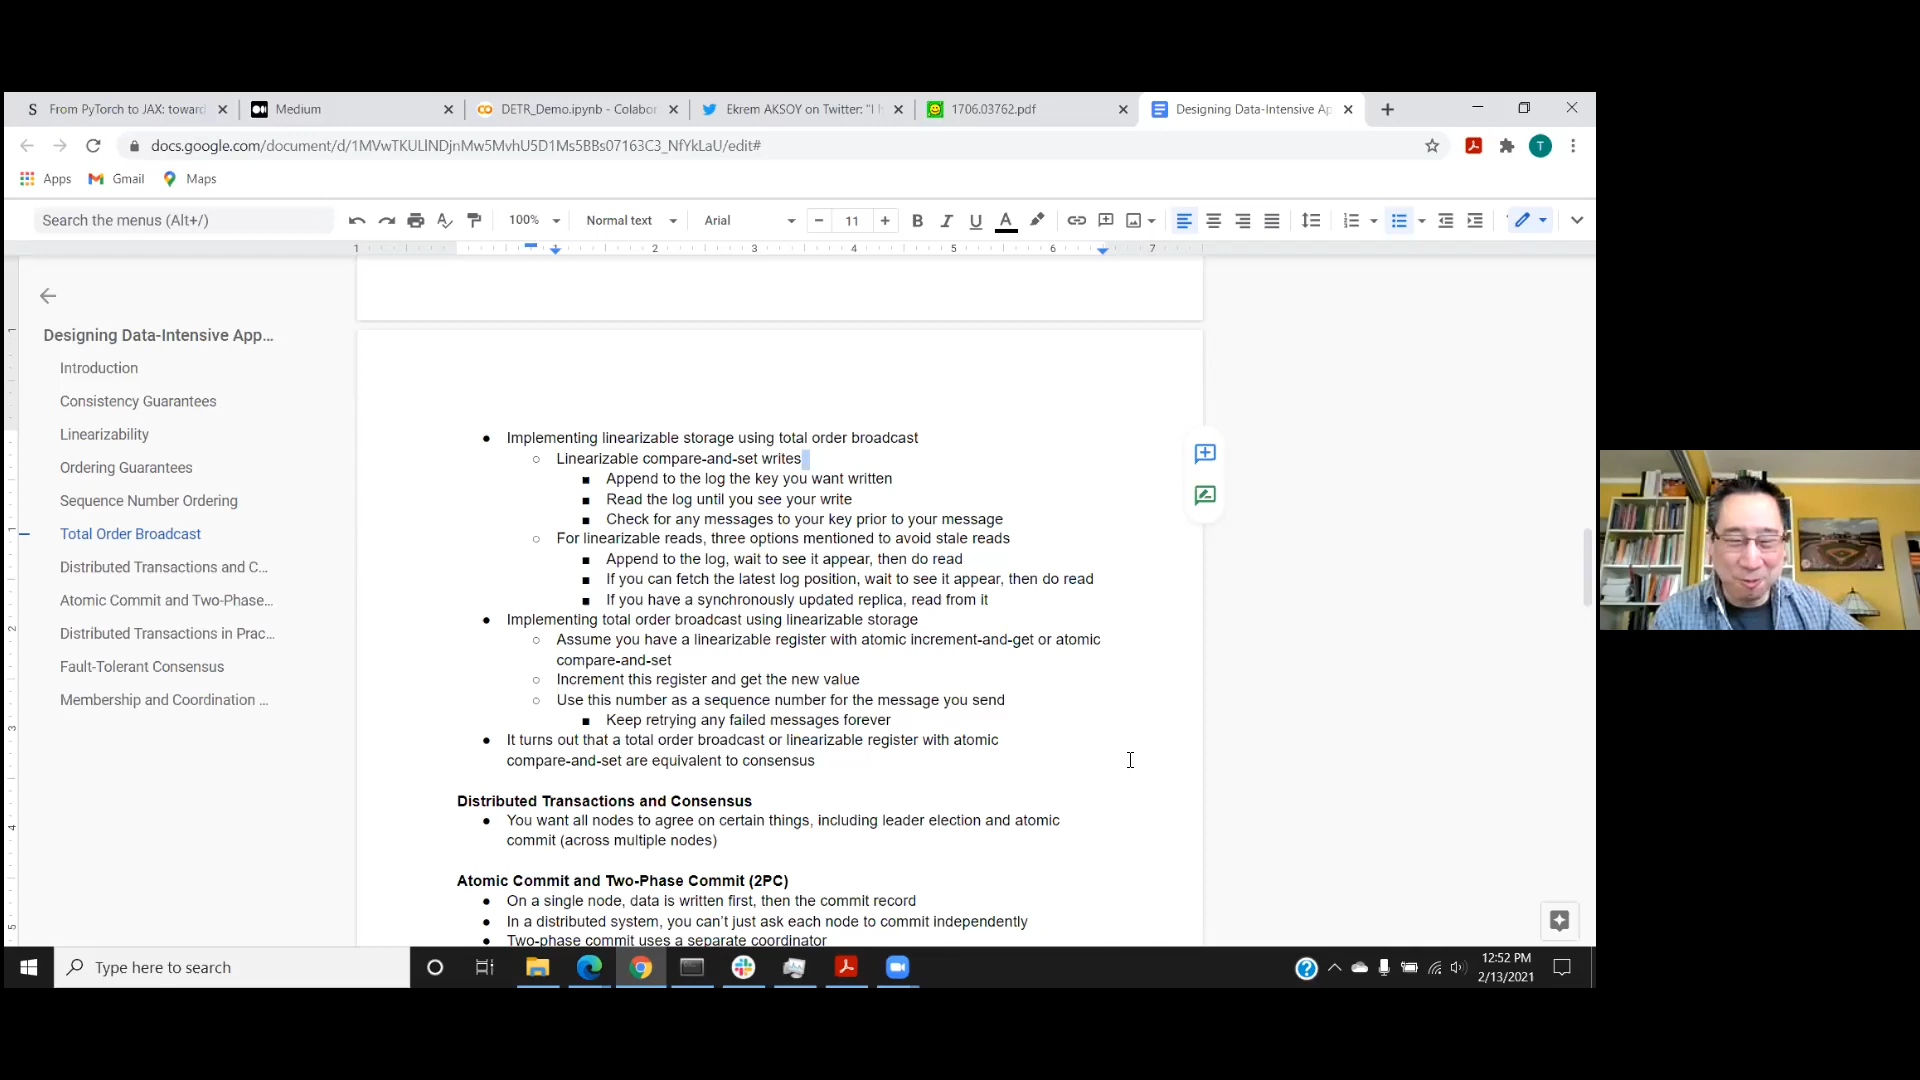 From PyTorch to JAX: toward
Medium
DETR_Demo.ipynb - Colabor
Ekrem AKSOY on Twitter: "I h
1706.03762.pdf
Designing Data-Intensive Ap
docs.google.com/document/d/1MVwTKULlNDjnMw5MvhU5D1Ms5BBs07163C3_NfYkLaU/edit#
T
Apps
Gmail
Maps
Search the menus (Alt+/)
100%
Normal text
Arial
11
B I U A
1 1 2 3 4 5 6 7
Designing Data-Intensive App...
Introduction
Consistency Guarantees
Linearizability
Ordering Guarantees
Sequence Number Ordering
Total Order Broadcast
Distributed Transactions and C...
Atomic Commit and Two-Phase...
Distributed Transactions in Prac...
Fault-Tolerant Consensus
Membership and Coordination ...
1
1
2
3
4
5
● Implementing linearizable storage using total order broadcast
○ Linearizable compare-and-set writes
■ Append to the log the key you want written
■ Read the log until you see your write
■ Check for any messages to your key prior to your message
○ For linearizable reads, three options mentioned to avoid stale reads
■ Append to the log, wait to see it appear, then do read
■ If you can fetch the latest log position, wait to see it appear, then do read
■ If you have a synchronously updated replica, read from it
● Implementing total order broadcast using linearizable storage
○ Assume you have a linearizable register with atomic increment-and-get or atomic
compare-and-set
○ Increment this register and get the new value
○ Use this number as a sequence number for the message you send
■ Keep retrying any failed messages forever
● It turns out that a total order broadcast or linearizable register with atomic
compare-and-set are equivalent to consensus
Distributed Transactions and Consensus
● You want all nodes to agree on certain things, including leader election and atomic
commit (across multiple nodes)
Atomic Commit and Two-Phase Commit (2PC)
● On a single node, data is written first, then the commit record
● In a distributed system, you can't just ask each node to commit independently
● Two-phase commit uses a separate coordinator
Type here to search
12:52 PM
2/13/2021